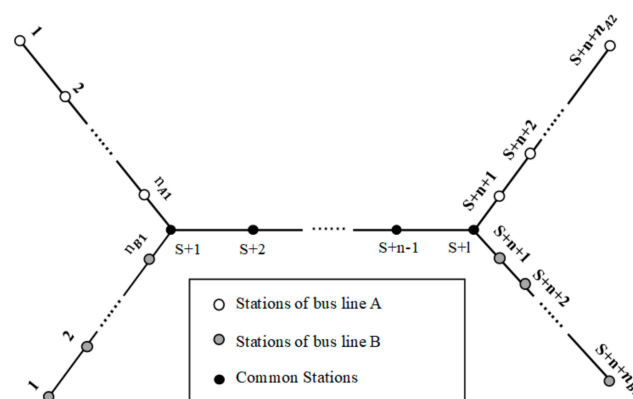 1
2
n_A1
n_B1
2
1
S+1
S+2
S+n-1
S+l
S+n+1
S+n+2
S+n+n_A2
S+n+1
S+n+2
Stations of bus line A
Stations of bus line B
Common Stations